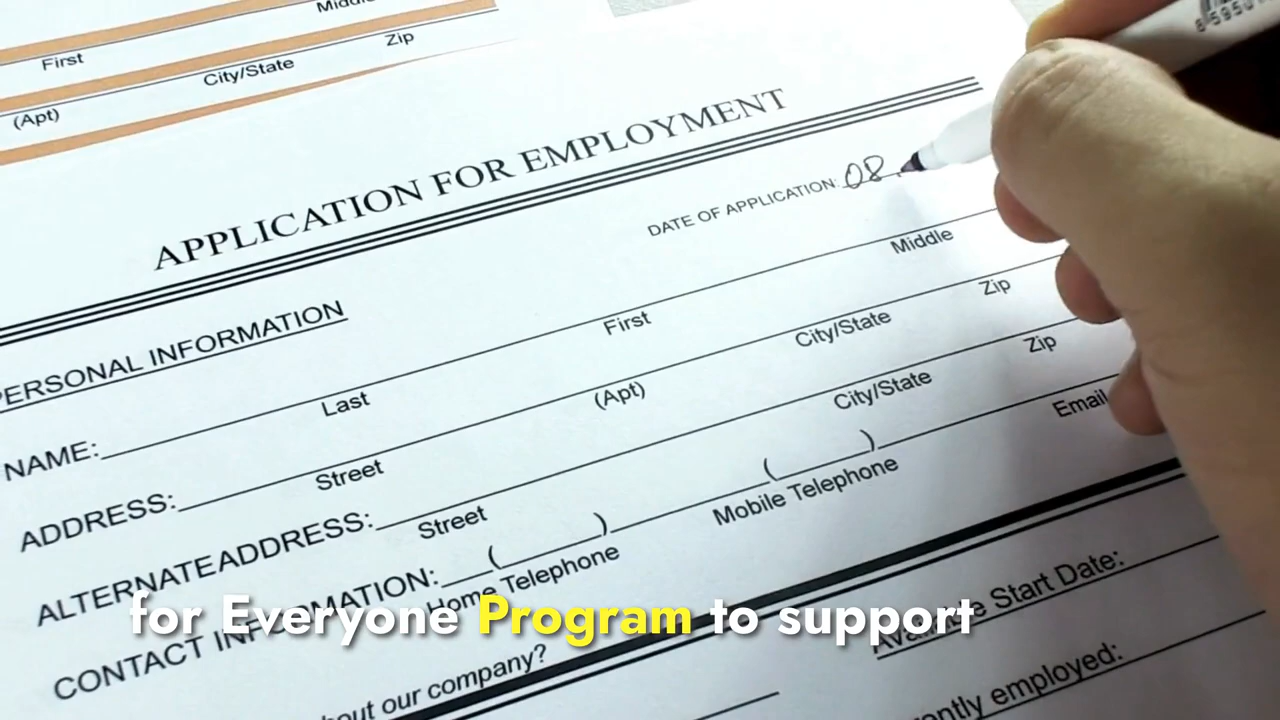 Middle
First
City/State
Zip
(Apt)
APPLICATION FOR EMPLOYMENT
DATE OF APPLICATION: 08.
PERSONAL INFORMATION
NAME:
Last
First
Middle
ADDRESS:
Street
(Apt)
City/State
Zip
ALTERNATE ADDRESS:
Street
City/State
Zip
CONTACT INFORMATION: ( ) ( )
Home Telephone
Mobile Telephone
Email
for Everyone Program to support
Start Date:
out our company?
ntly employed: